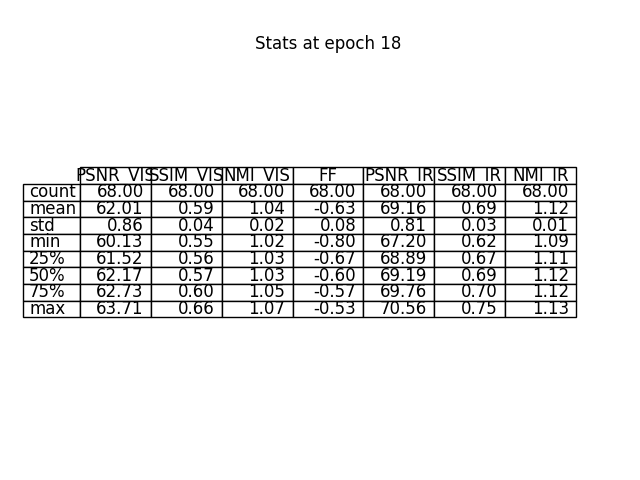 Stats at epoch 18
PSNR_VIS SSIM_VIS NMI_VIS FF PSNR_IR SSIM_IR NMI_IR
count 68.00 68.00 68.00 68.00 68.00 68.00 68.00
mean 62.01 0.59 1.04 -0.63 69.16 0.69 1.12
std 0.86 0.04 0.02 0.08 0.81 0.03 0.01
min 60.13 0.55 1.02 -0.80 67.20 0.62 1.09
25% 61.52 0.56 1.03 -0.67 68.89 0.67 1.11
50% 62.17 0.57 1.03 -0.60 69.19 0.69 1.12
75% 62.73 0.60 1.05 -0.57 69.76 0.70 1.12
max 63.71 0.66 1.07 -0.53 70.56 0.75 1.13